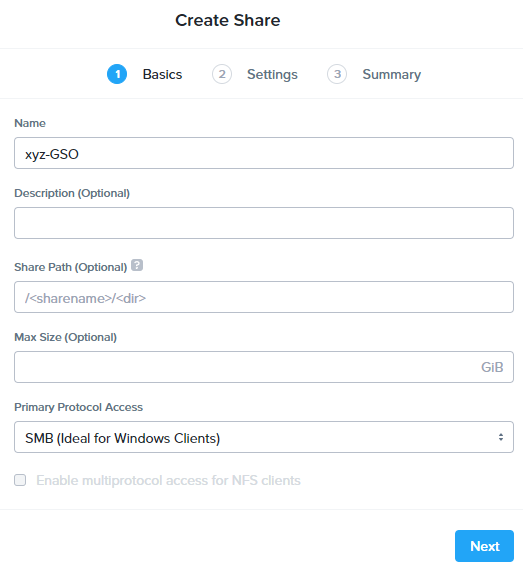 Create Share
1 Basics 2 Settings 3 Summary
Name
xyz-GSO
Description (Optional)
Share Path (Optional) ?
/<sharename>/<dir>
Max Size (Optional)
GiB
Primary Protocol Access
SMB (Ideal for Windows Clients)
Enable multiprotocol access for NFS clients
Next